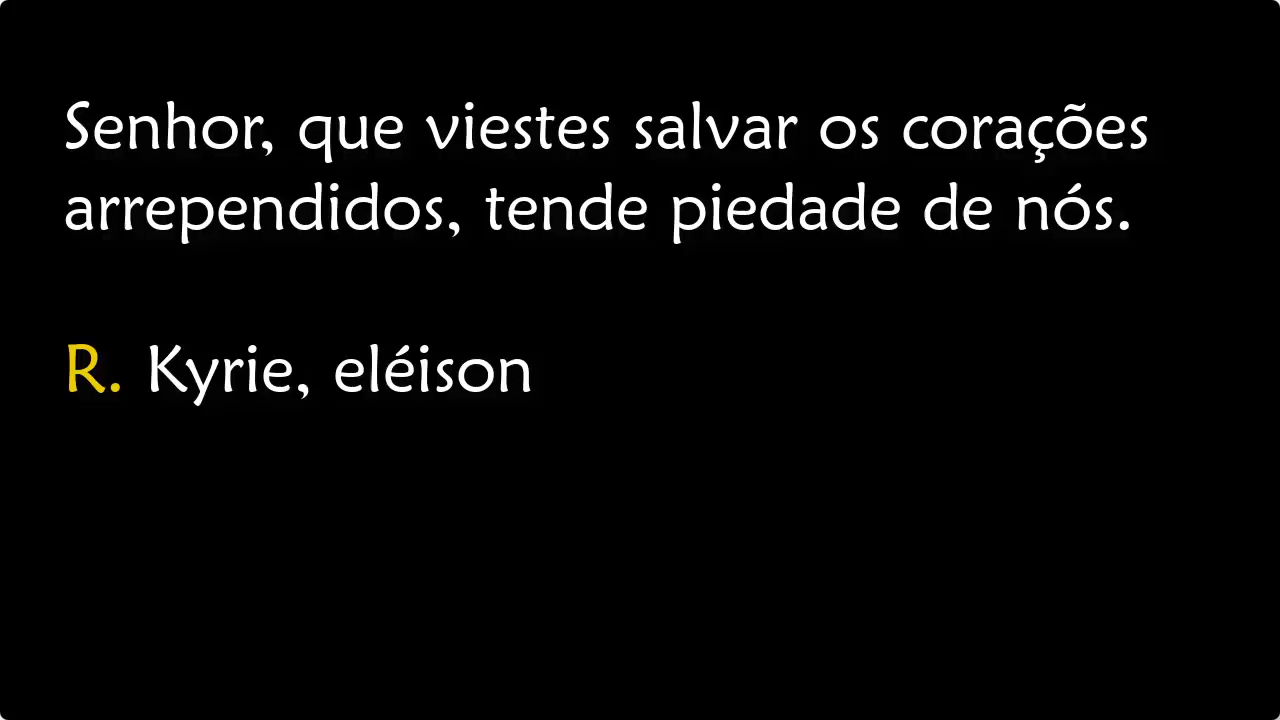 Senhor, que viestes salvar os corações
arrependidos, tende piedade de nós.
R. Kyrie, eléison